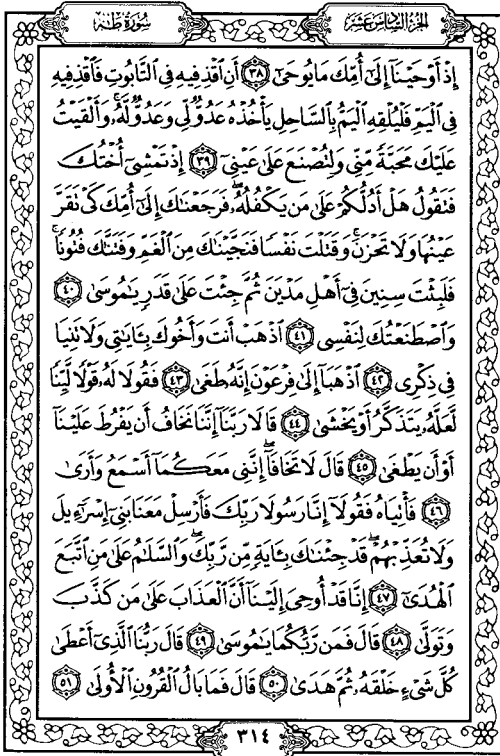 الجزء السادس عشر
سورة طه
إِذْ أَوْحَيْنَآ إِلَىٰٓ أُمِّكَ مَا يُوحَىٰٓ ٣٨ أَنِ ٱقْذِفِيهِ فِي ٱلتَّابُوتِ فَٱقْذِفِيهِ
فِي ٱلْيَمِّ فَلْيُلْقِهِ ٱلْيَمُّ بِٱلسَّاحِلِ يَأْخُذْهُ عَدُوٌّ لِّي وَعَدُوٌّ لَّهُۥ وَأَلْقَيْتُ
عَلَيْكَ مَحَبَّةً مِّنِّي وَلِتُصْنَعَ عَلَىٰ عَيْنِيٓ ٣٩ إِذْ تَمْشِيٓ أُخْتُكَ
فَتَقُولُ هَلْ أَدُلُّكُمْ عَلَىٰ مَن يَكْفُلُهُۥ فَرَجَعْنَٰكَ إِلَىٰٓ أُمِّكَ كَيْ تَقَرَّ
عَيْنُهَا وَلَا تَحْزَنَ وَقَتَلْتَ نَفْسًا فَنَجَّيْنَٰكَ مِنَ ٱلْغَمِّ وَفَتَنَّٰكَ فُتُونًا
فَلَبِثْتَ سِنِينَ فِيٓ أَهْلِ مَدْيَنَ ثُمَّ جِئْتَ عَلَىٰ قَدَرٍ يَٰمُوسَىٰ ٤٠
وَٱصْطَنَعْتُكَ لِنَفْسِي ٤١ ٱذْهَبْ أَنتَ وَأَخُوكَ بِـَٔايَٰتِي وَلَا تَنِيَا
فِي ذِكْرِي ٤٢ ٱذْهَبَآ إِلَىٰ فِرْعَوْنَ إِنَّهُۥ طَغَىٰ ٤٣ فَقُولَا لَهُۥ قَوْلًا لَّيِّنًا
لَّعَلَّهُۥ يَتَذَكَّرُ أَوْ يَخْشَىٰ ٤٤ قَالَا رَبَّنَآ إِنَّنَا نَخَافُ أَن يَفْرُطَ عَلَيْنَآ
أَوْ أَن يَطْغَىٰ ٤٥ قَالَ لَا تَخَافَآ إِنَّنِي مَعَكُمَآ أَسْمَعُ وَأَرَىٰ
٤٦ فَأْتِيَاهُ فَقُولَآ إِنَّا رَسُولَا رَبِّكَ فَأَرْسِلْ مَعَنَا بَنِيٓ إِسْرَٰٓءِيلَ
وَلَا تُعَذِّبْهُمْ قَدْ جِئْنَٰكَ بِـَٔايَةٍ مِّن رَّبِّكَ وَٱلسَّلَٰمُ عَلَىٰ مَنِ ٱتَّبَعَ
ٱلْهُدَىٰٓ ٤٧ إِنَّا قَدْ أُوحِيَ إِلَيْنَآ أَنَّ ٱلْعَذَابَ عَلَىٰ مَن كَذَّبَ
وَتَوَلَّىٰ ٤٨ قَالَ فَمَن رَّبُّكُمَا يَٰمُوسَىٰ ٤٩ قَالَ رَبُّنَا ٱلَّذِيٓ أَعْطَىٰ
كُلَّ شَيْءٍ خَلْقَهُۥ ثُمَّ هَدَىٰ ٥٠ قَالَ فَمَا بَالُ ٱلْقُرُونِ ٱلْأُولَىٰ ٥١
٣١٤